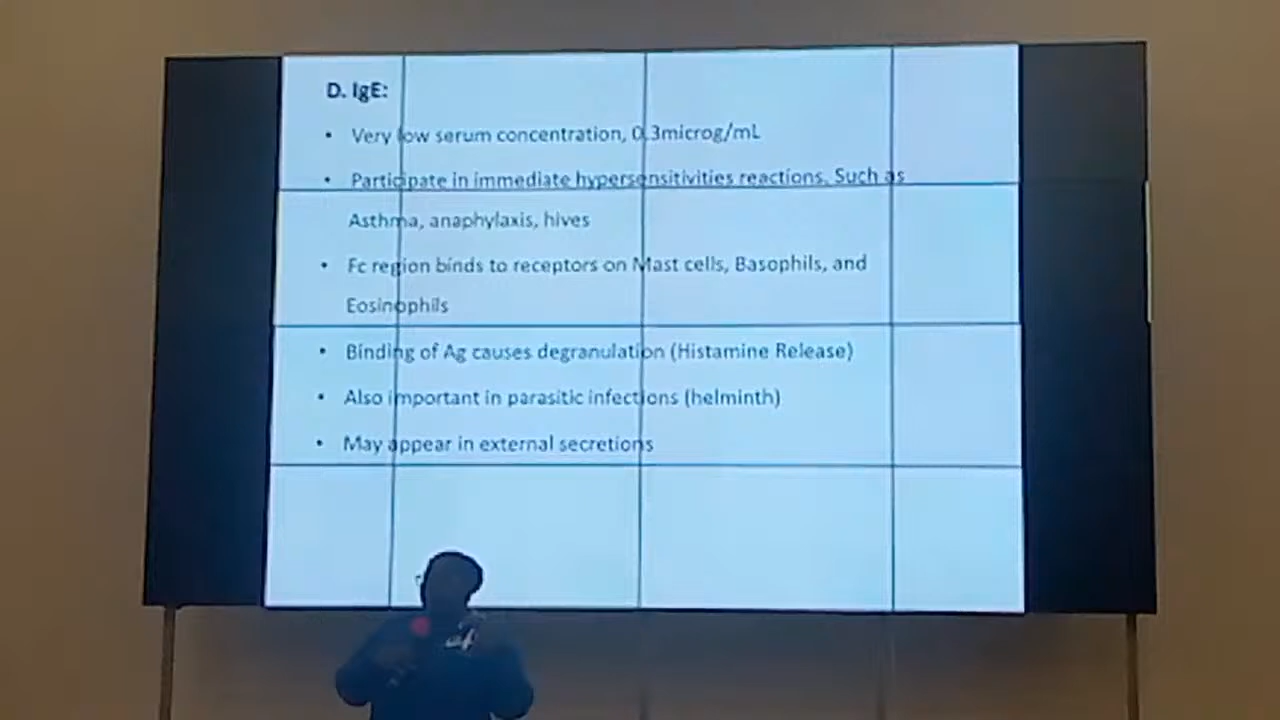 D. IgE:
• Very low serum concentration, 0.3microg/mL
• Participate in immediate hypersensitivities reactions. Such as
Asthma, anaphylaxis, hives
• Fc region binds to receptors on Mast cells, Basophils, and
Eosinophils
• Binding of Ag causes degranulation (Histamine Release)
• Also important in parasitic infections (helminth)
• May appear in external secretions